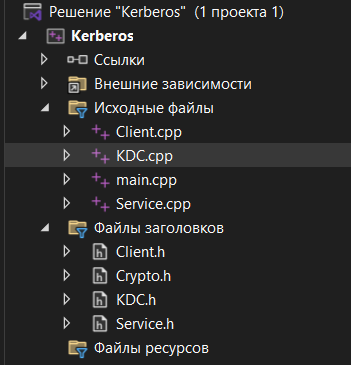 Решение "Kerberos" (1 проекта 1)
Kerberos
Ссылки
Внешние зависимости
Исходные файлы
Client.cpp
KDC.cpp
main.cpp
Service.cpp
Файлы заголовков
Client.h
Crypto.h
KDC.h
Service.h
Файлы ресурсов